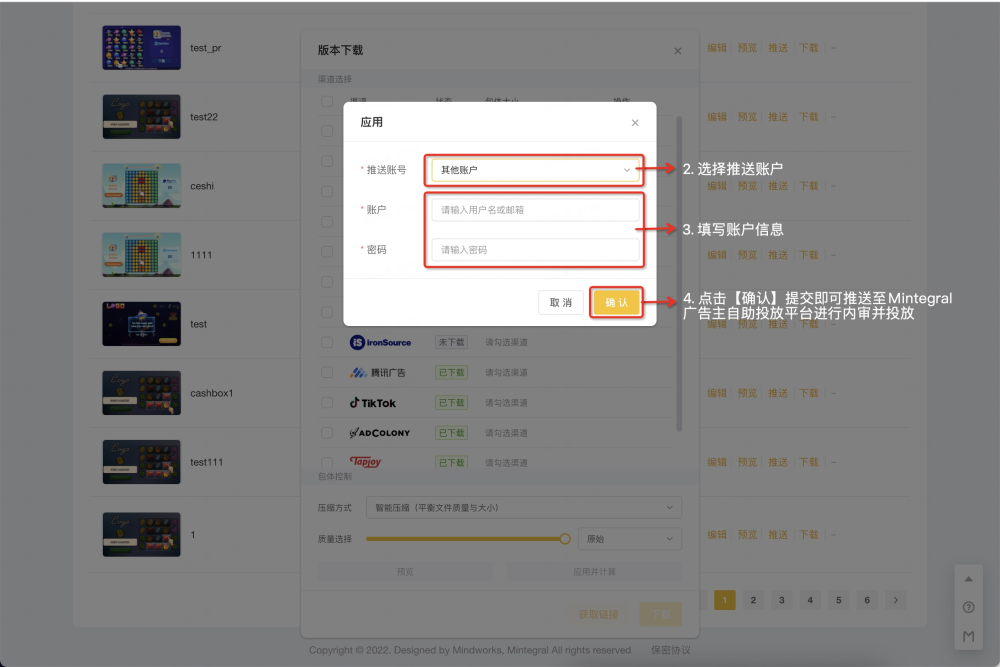 版本下载
渠道选择
应用
* 推送账号
其他账户
2. 选择推送账户
* 账户
请输入用户名或邮箱
3. 填写账户信息
* 密码
请输入密码
取 消
确 认
4. 点击【确认】提交即可推送至Mintegral
广告主自助投放平台进行内审并投放
test_pr
编辑 预览 推送 下载
test22
编辑 预览 推送 下载
ceshi
编辑 预览 推送 下载
1111
编辑 预览 推送 下载
test
编辑 预览 推送 下载
cashbox1
编辑 预览 推送 下载
test111
编辑 预览 推送 下载
1
编辑 预览 推送 下载
ironSource 未下载 请勾选渠道
腾讯广告 已下载 请勾选渠道
TikTok 已下载 请勾选渠道
ADCOLONY 已下载 请勾选渠道
Tapjoy 已下载 请勾选渠道
包体控制
压缩方式 智能压缩（平衡文件质量与大小）
质量选择 原始
预览 应用并计算
获取链接 下载
1 2 3 4 5 6
Copyright © 2022. Designed by Mindworks, Mintegral All rights reserved 保密协议